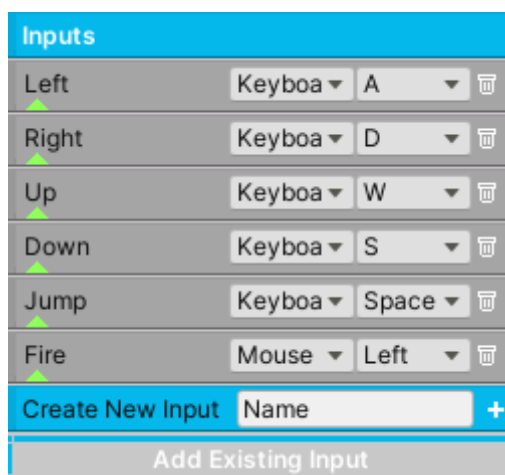 Inputs
Left Keyboa A
Right Keyboa D
Up Keyboa W
Down Keyboa S
Jump Keyboa Space
Fire Mouse Left
Create New Input Name +
Add Existing Input